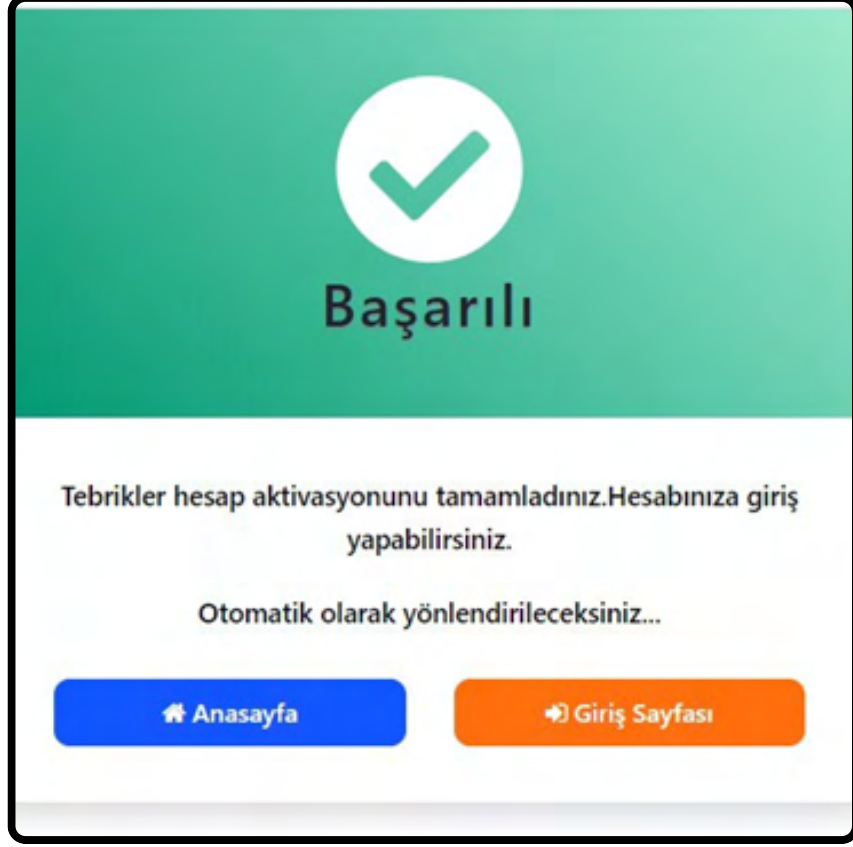 Başarılı
Tebrikler hesap aktivasyonunu tamamladınız.Hesabınıza giriş
yapabilirsiniz.
Otomatik olarak yönlendirileceksiniz...
Anasayfa
Giriş Sayfası